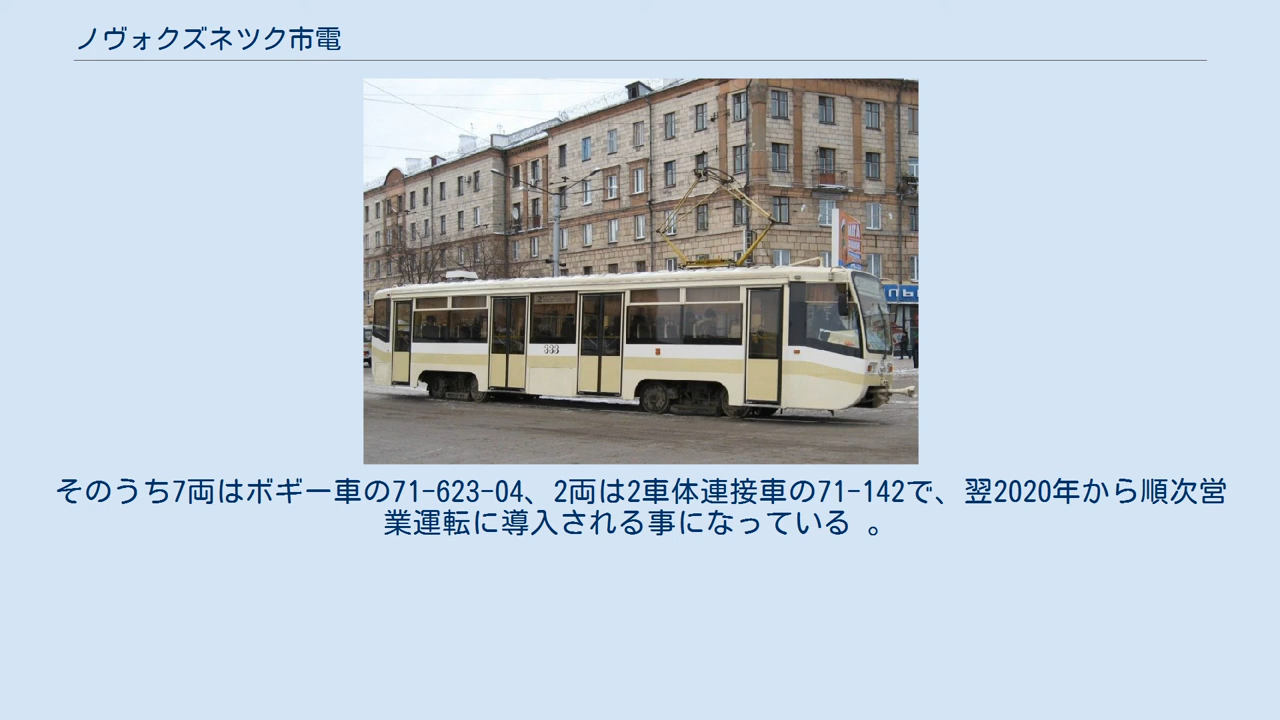 ノヴォクズネツク市電
333
ПЬ
そのうち7両はボギー車の71-623-04、2両は2車体連接車の71-142で、翌2020年から順次営
業運転に導入される事になっている 。